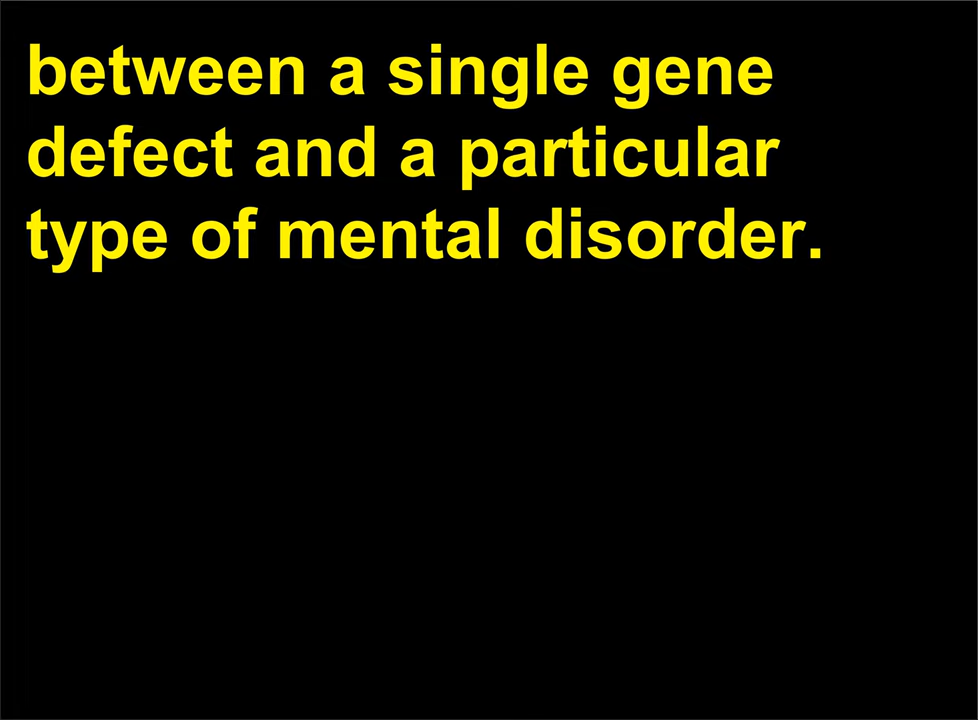 between a single gene
defect and a particular
type of mental disorder.